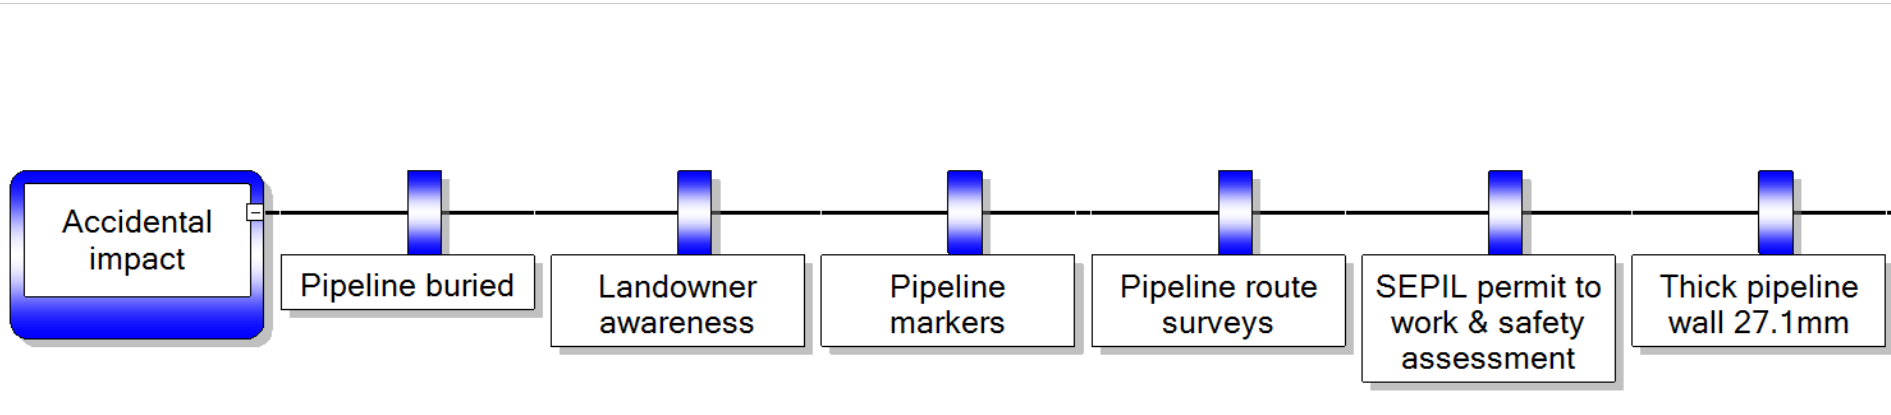 Accidental
impact
Pipeline buried
Landowner
awareness
Pipeline
markers
Pipeline route
surveys
SEPIL permit to
work & safety
assessment
Thick pipeline
wall 27.1mm